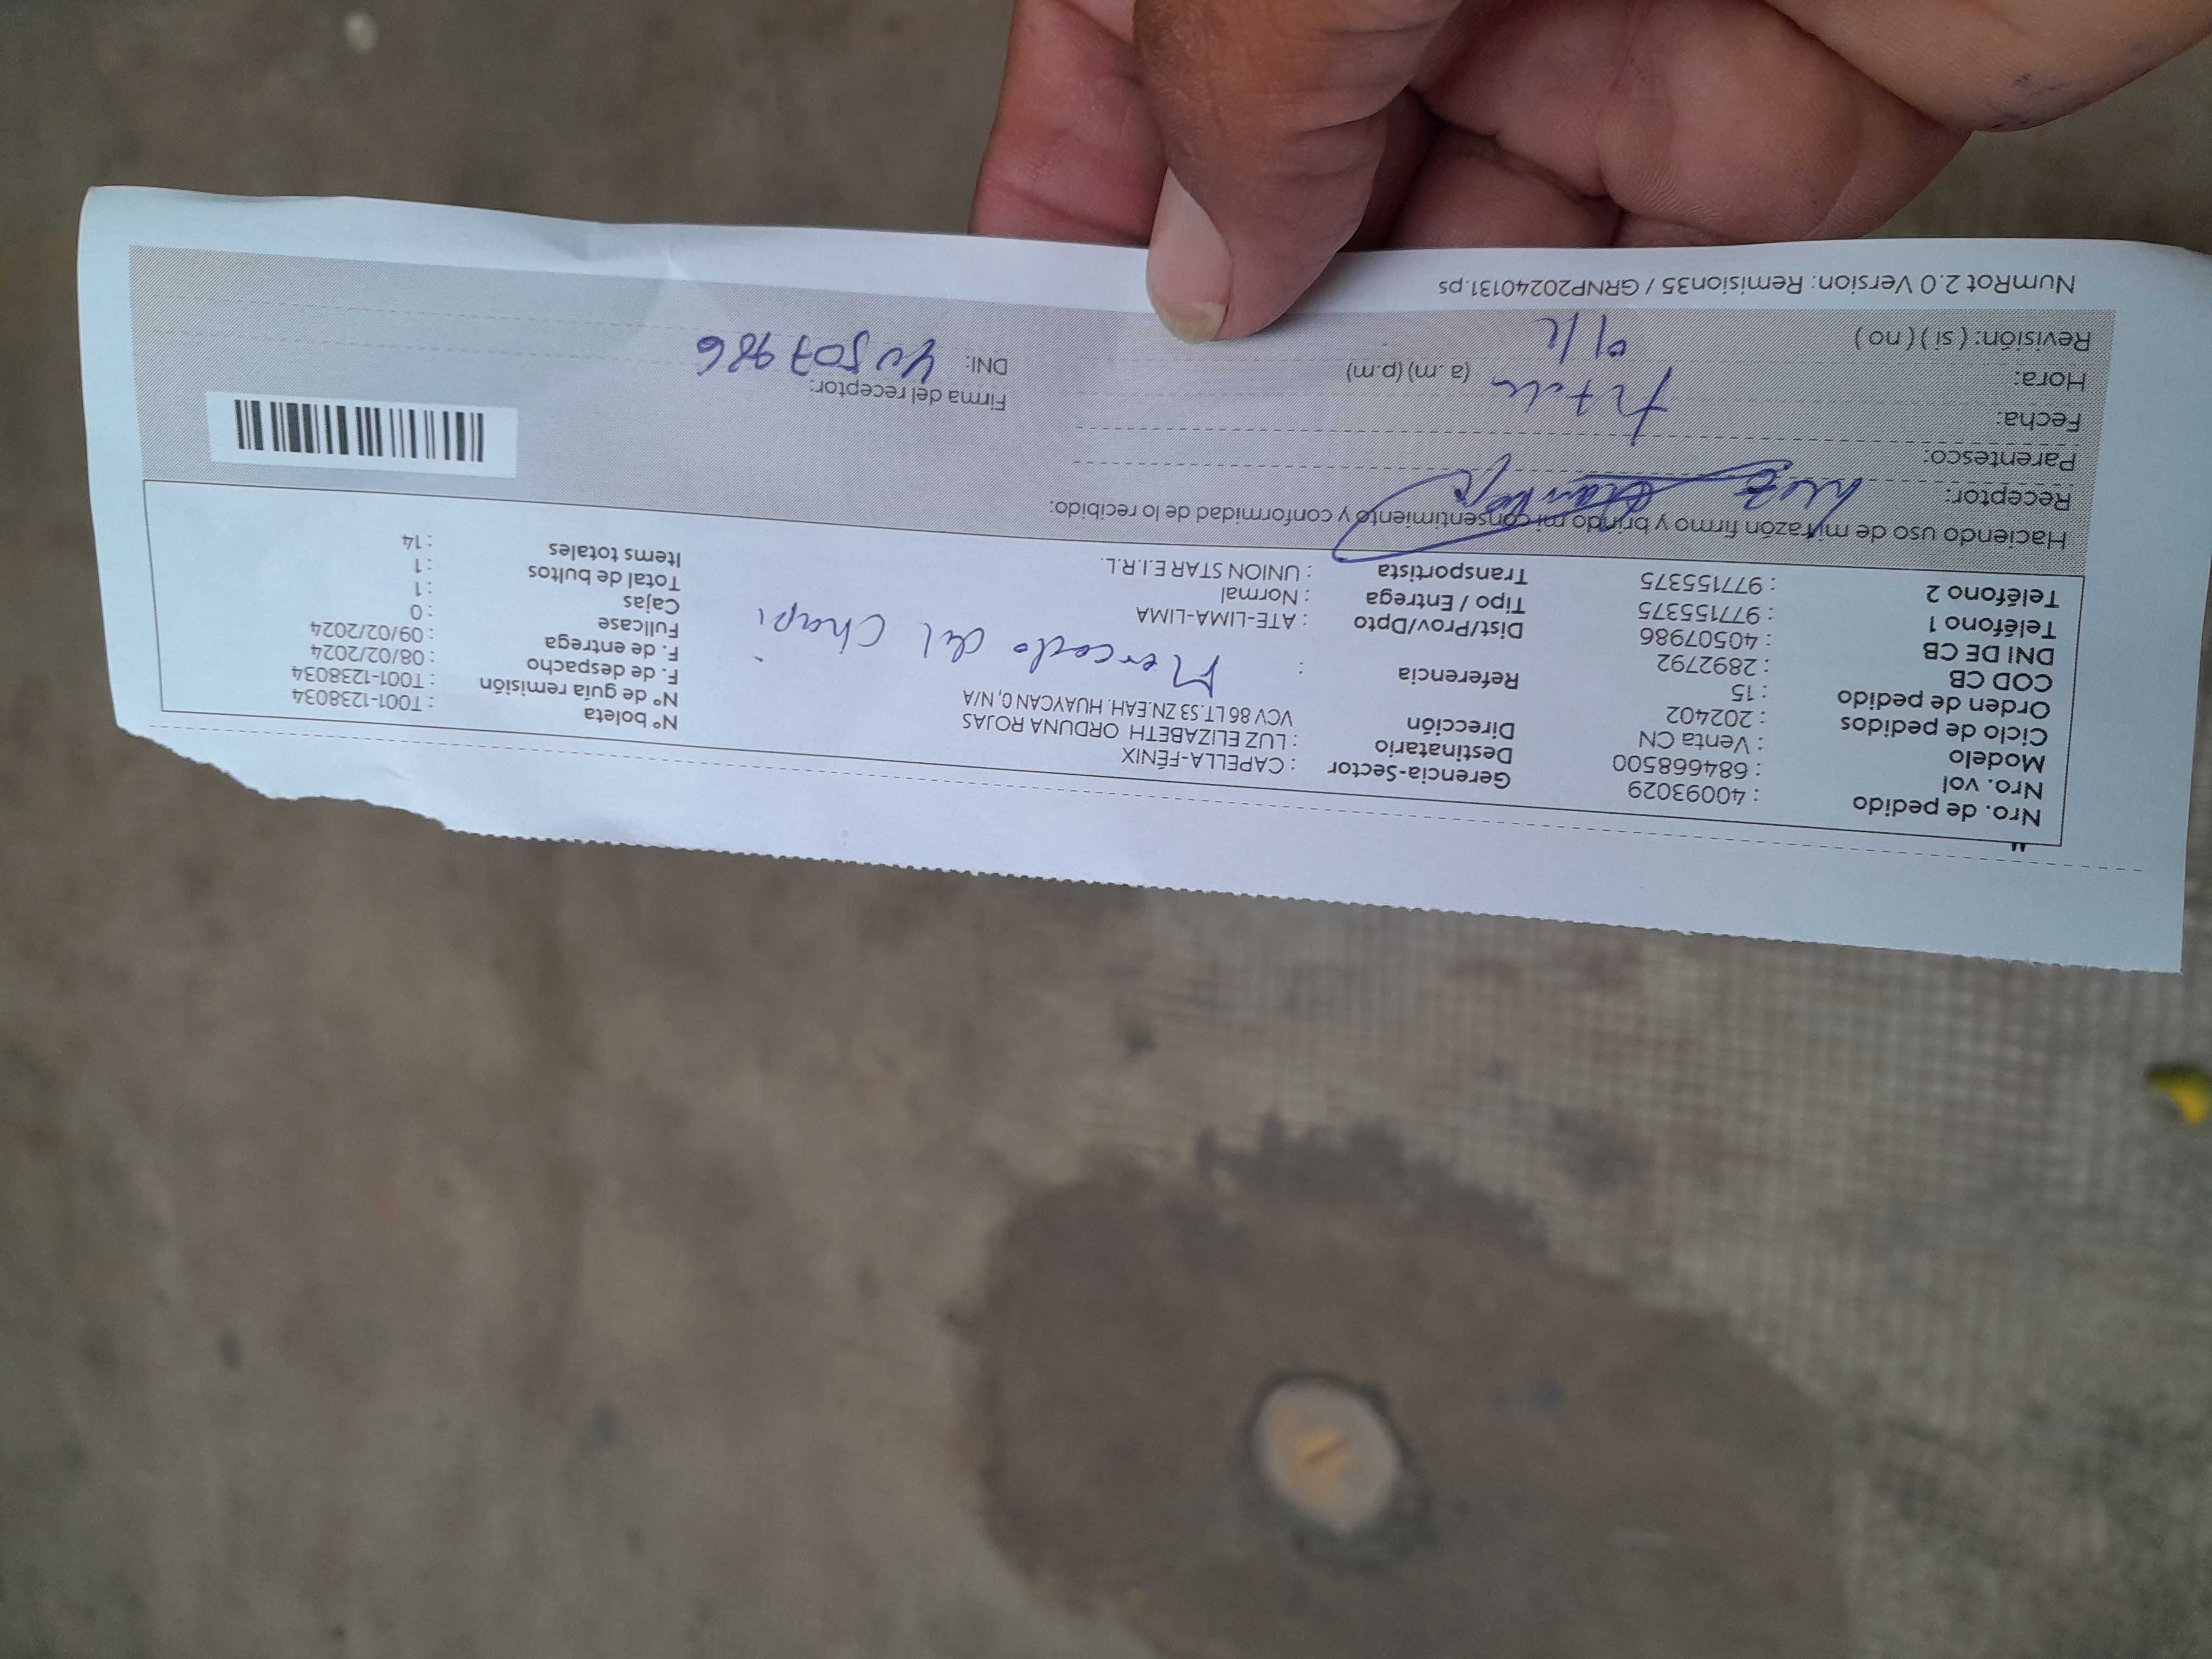 Nro. de pedido : 40093029
Nro. vol : 684668500
Modelo : Venta CN
Ciclo de pedidos : 202402
Orden de pedido : 15
COD CB : 2892792
DNI DE CB : 40507986
Teléfono 1 : 977155375
Teléfono 2 : 977155375
Gerencia-Sector : CAPELLA-FÉNIX
Destinatario : LUZ ELIZABETH ORDUNA ROJAS
Dirección VCV 86 LT. S3 ZN.EAH. HUAYCAN 0, N/A
Referencia : Mercado del Chapi
Dist/Prov/Dpto : ATE-LIMA-LIMA
Tipo / Entrega : Normal
Transportista : UNION STAR E.I.R.L.
N° boleta : T001-1238034
N° de guía remisión : T001-1238034
F. de despacho : 08/02/2024
F. de entrega : 09/02/2024
Fullcase : 0
Cajas : 1
Total de bultos : 1
Items totales : 14
Haciendo uso de mi razón firmo y brindo mi consentimiento y conformidad de lo recibido:
Receptor: Luz
Parentesco:
Fecha:
Hora: (a. m) (p.m)
Revisión: ( si ) ( no )
Firma del receptor:
DNI: 40507986
NumRot 2.0 Version: Remision35 / GRNP20240131.ps